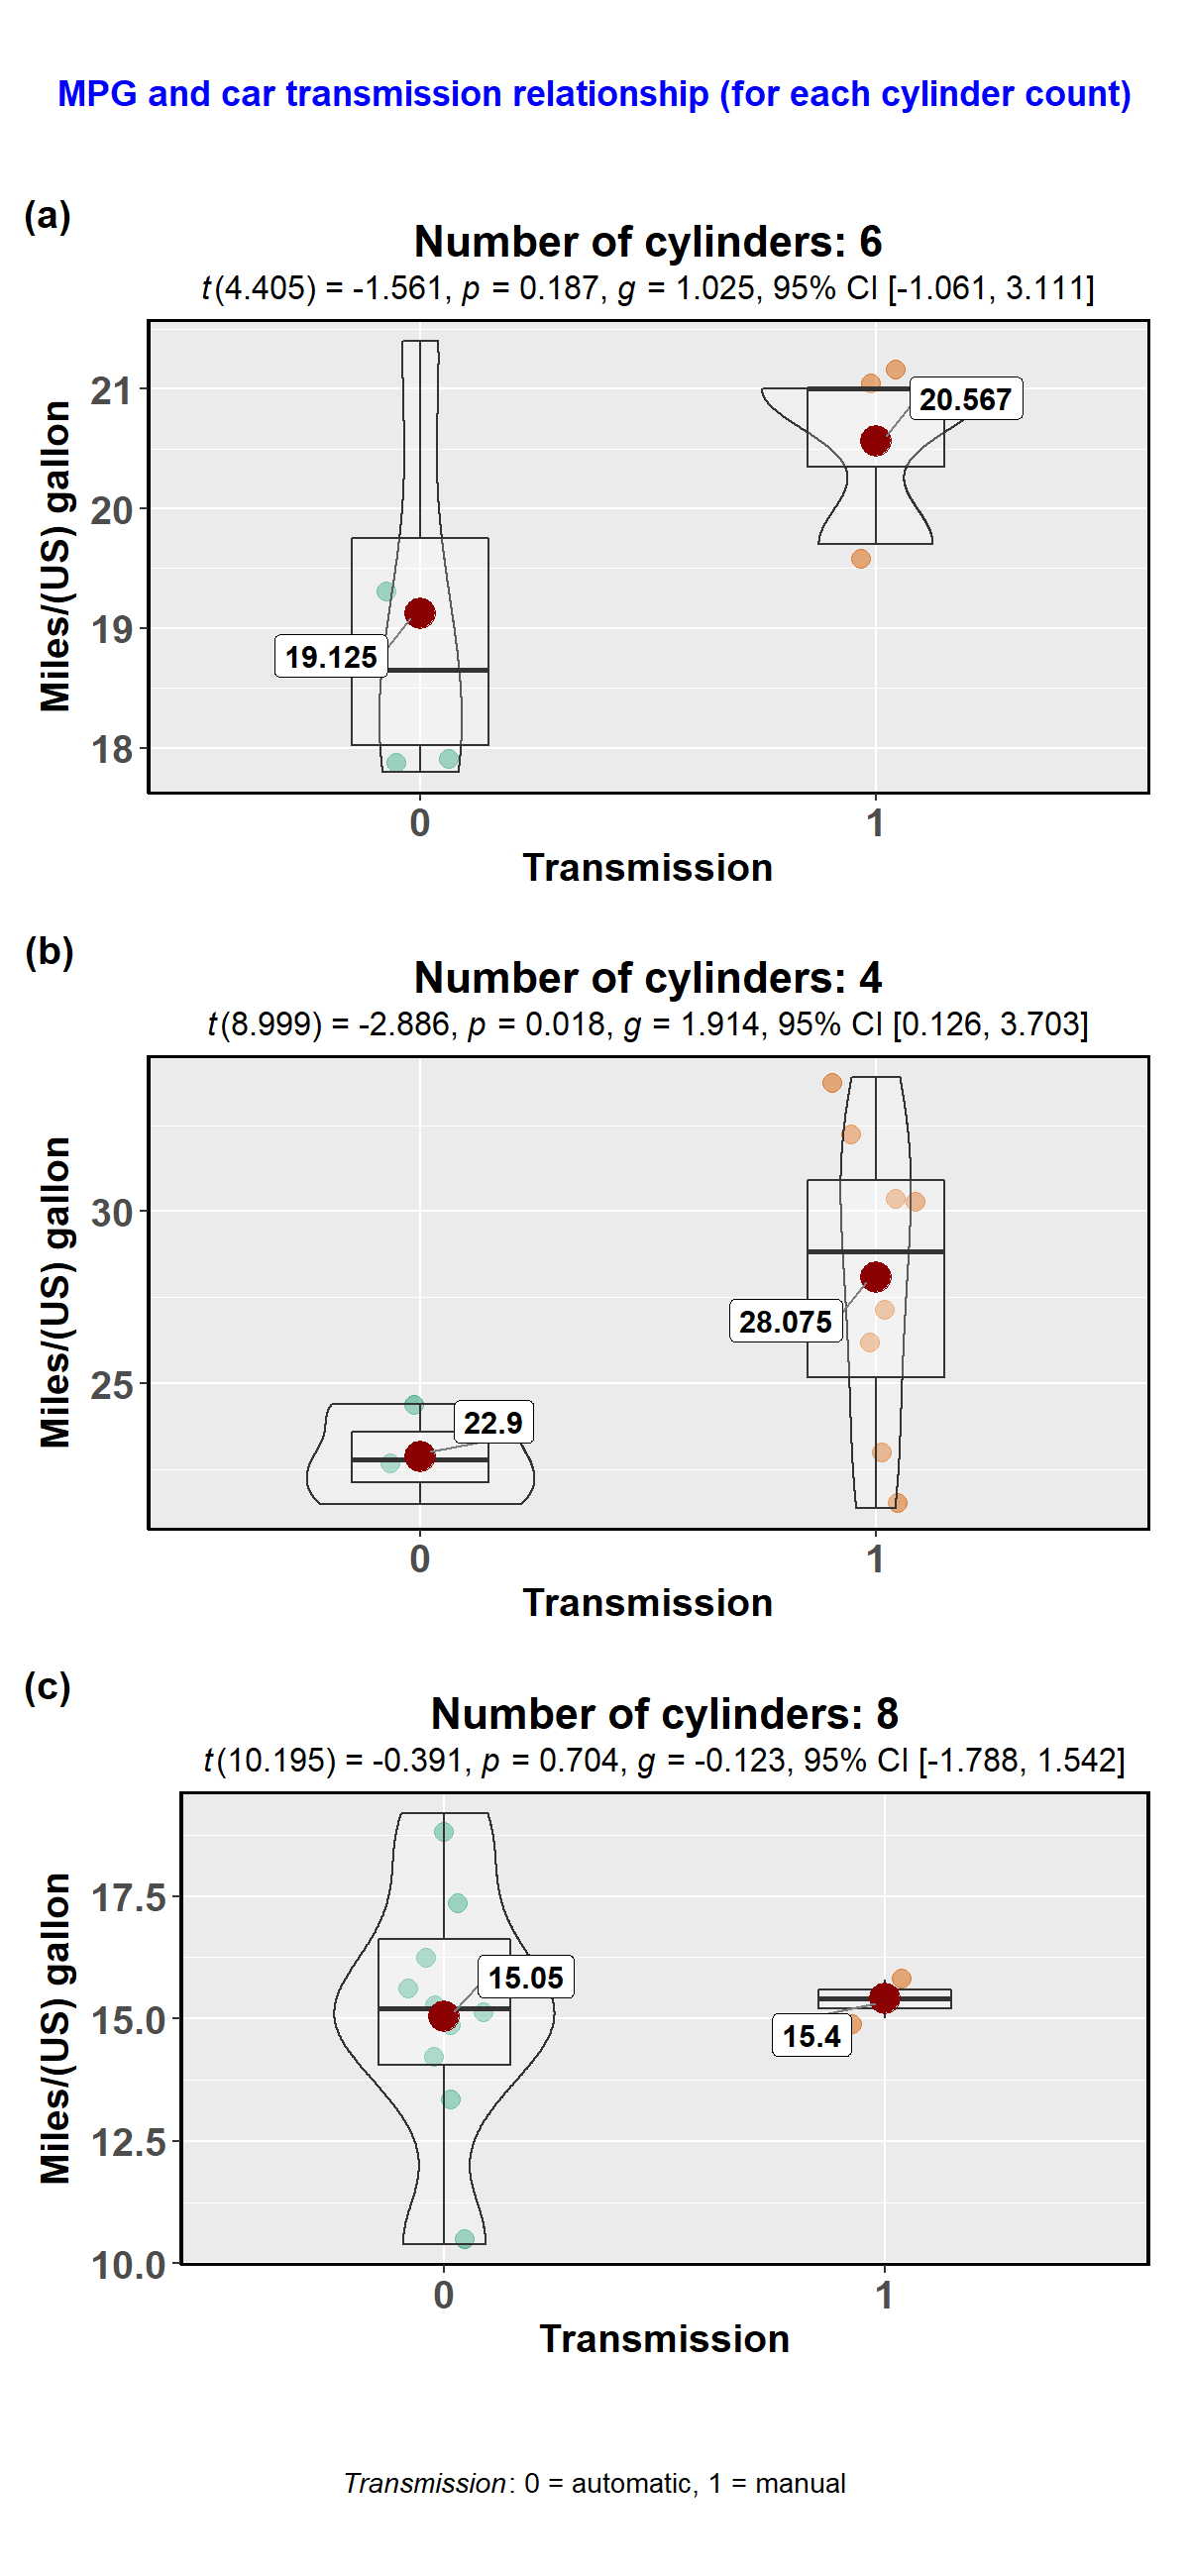 MPG and car transmission relationship (for each cylinder count)
(a)
Number of cylinders: 6
t(4.405) = -1.561, p = 0.187, g = 1.025, 95% CI [-1.061, 3.111]
Miles/(US) gallon
21
20
19
18
20.567
19.125
0 1
Transmission
(b)
Number of cylinders: 4
t(8.999) = -2.886, p = 0.018, g = 1.914, 95% CI [0.126, 3.703]
Miles/(US) gallon
30
25
28.075
22.9
0 1
Transmission
(c)
Number of cylinders: 8
t(10.195) = -0.391, p = 0.704, g = -0.123, 95% CI [-1.788, 1.542]
Miles/(US) gallon
17.5
15.0
12.5
10.0
15.05
15.4
0 1
Transmission
Transmission: 0 = automatic, 1 = manual